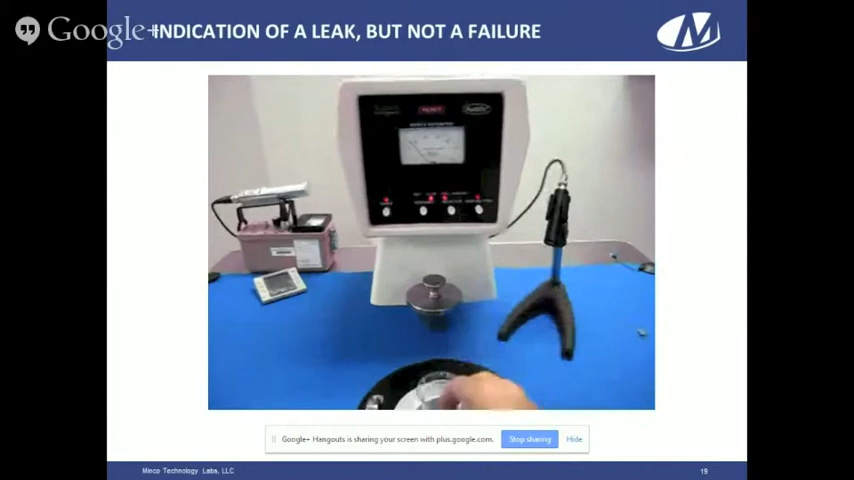 Google+
INDICATION OF A LEAK, BUT NOT A FAILURE
Google+ Hangouts is sharing your screen with plus.google.com.
Stop sharing
Hide
Minco Technology Labs, LLC
19